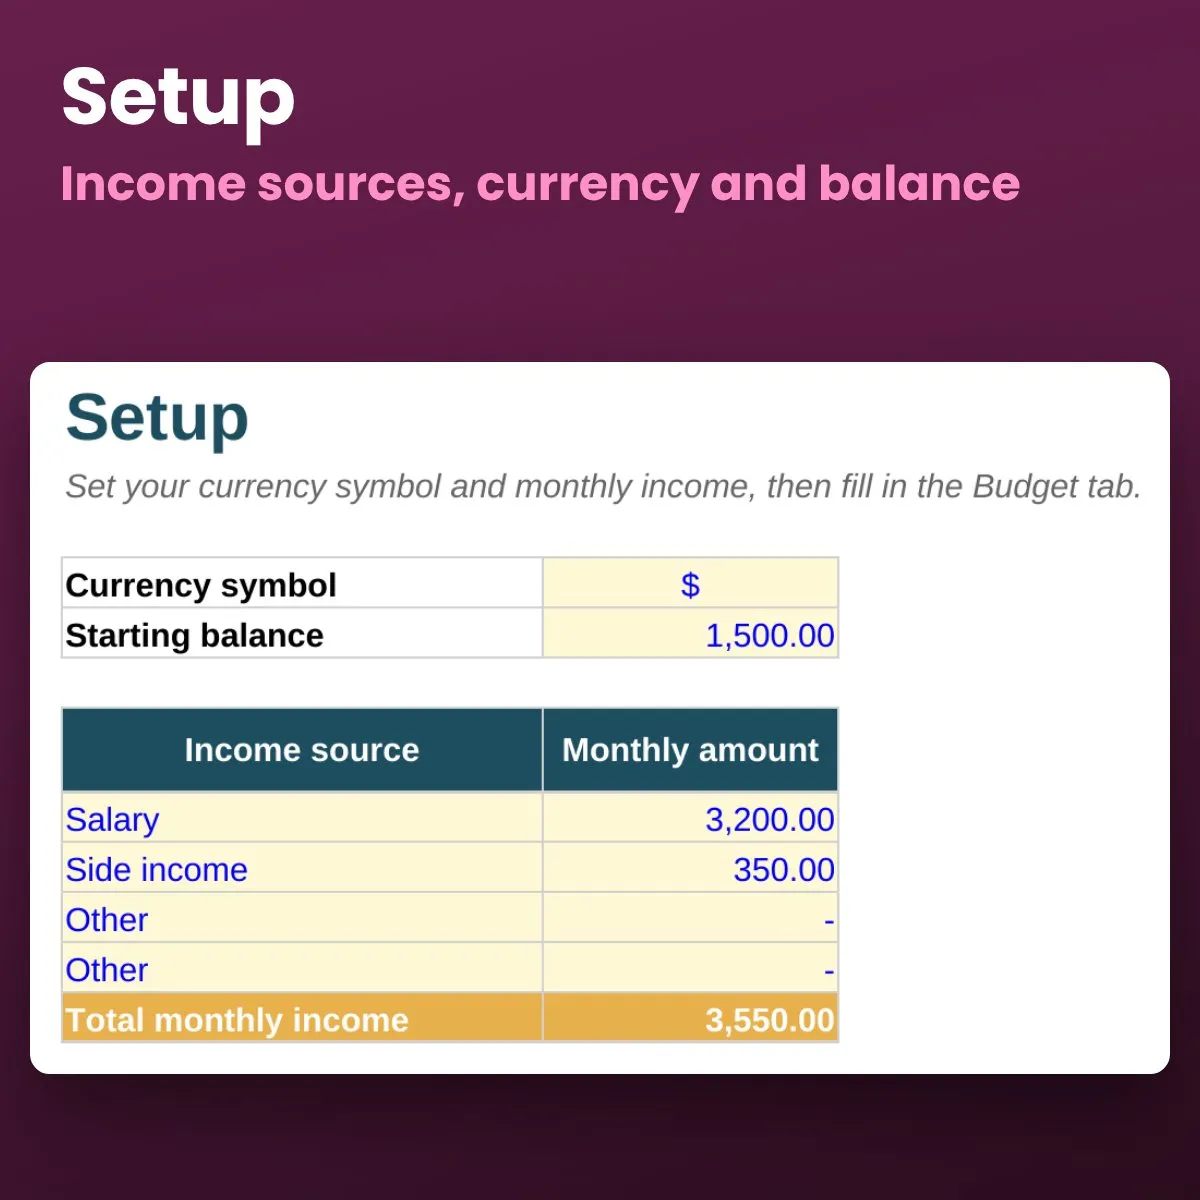 Setup
Income sources, currency and balance
Setup
Set your currency symbol and monthly income, then fill in the Budget tab.
Currency symbol $
Starting balance 1,500.00
Income source Monthly amount
Salary 3,200.00
Side income 350.00
Other -
Other -
Total monthly income 3,550.00